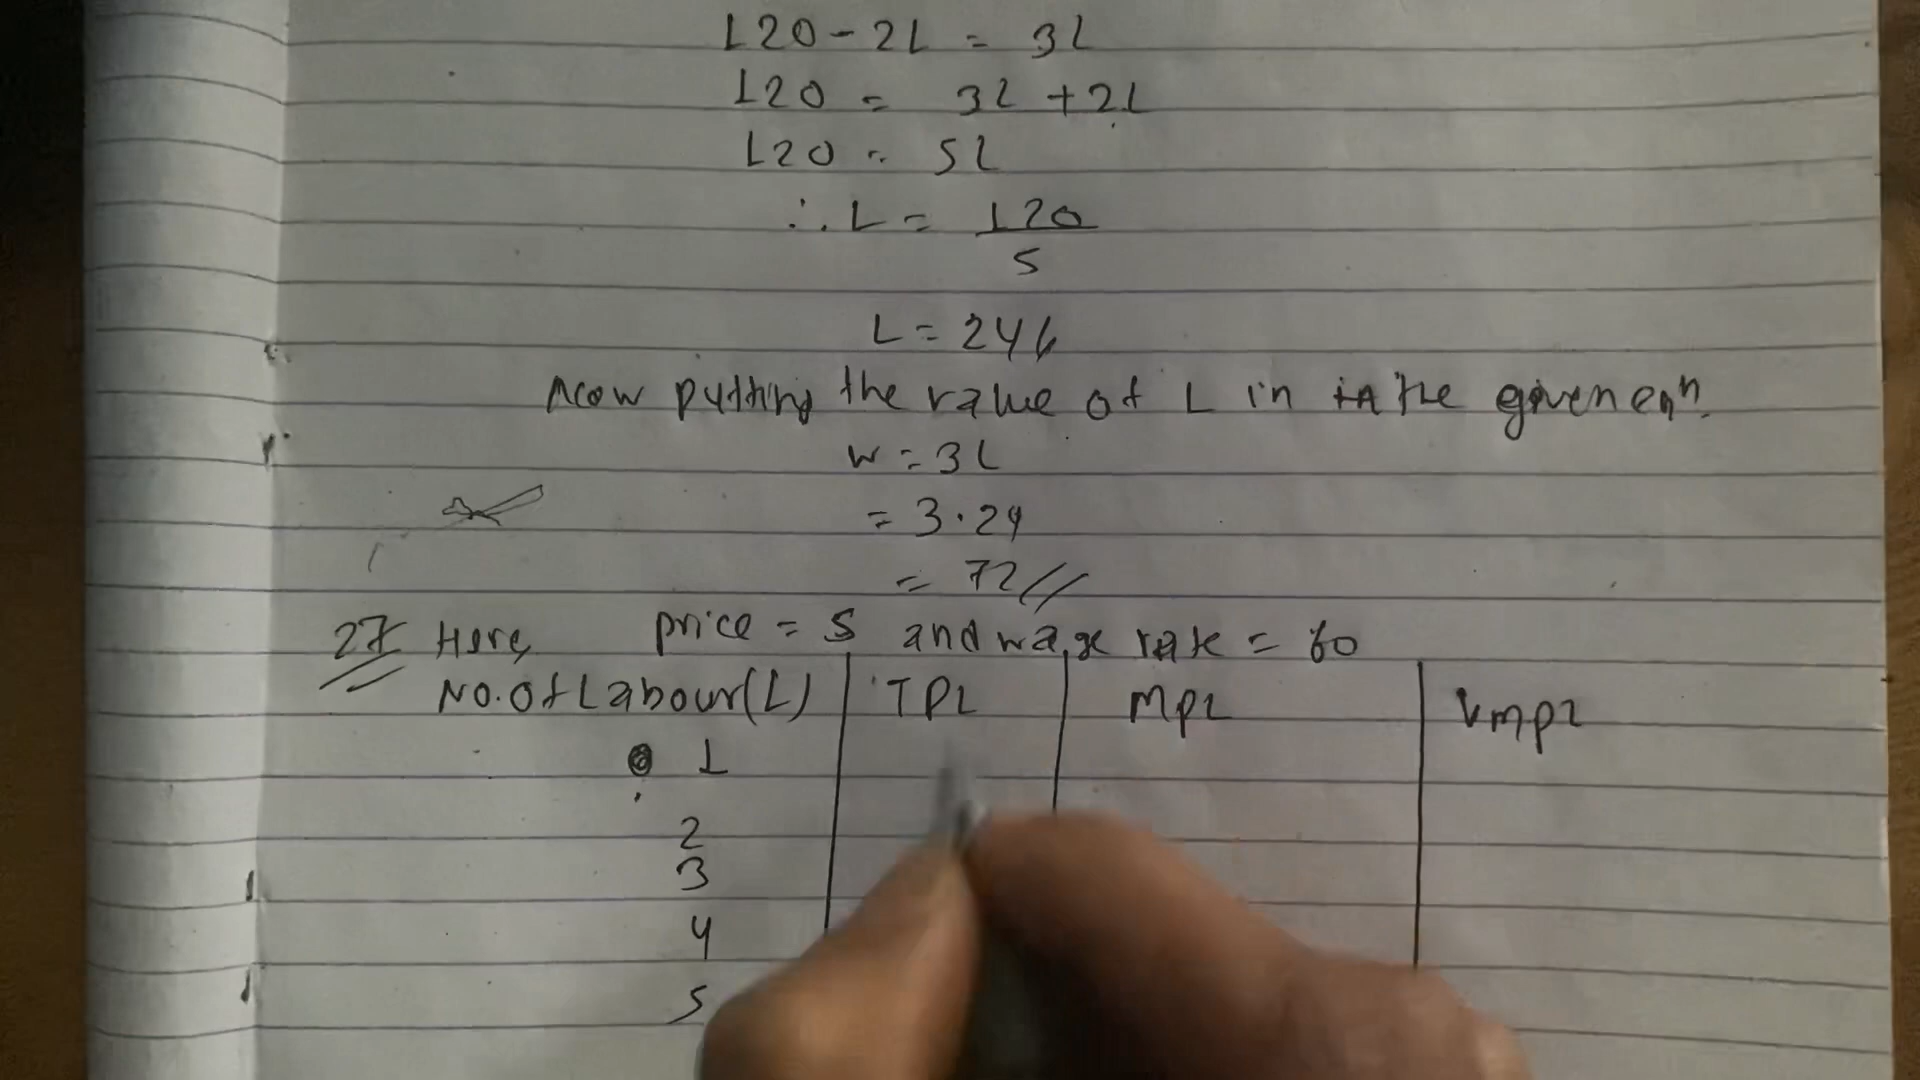 120 - 2L = 3L
120 = 3L + 2L
120 = 5L
∴ L = 120
5
L = 24
Now putting the value of L in the given eqn.
W = 3L
= 3.24
= 72//
27 Here, price = 5 and wage rate = 60
No. Of Labour (L) TPL MPL VMPL
1
2
3
4
5